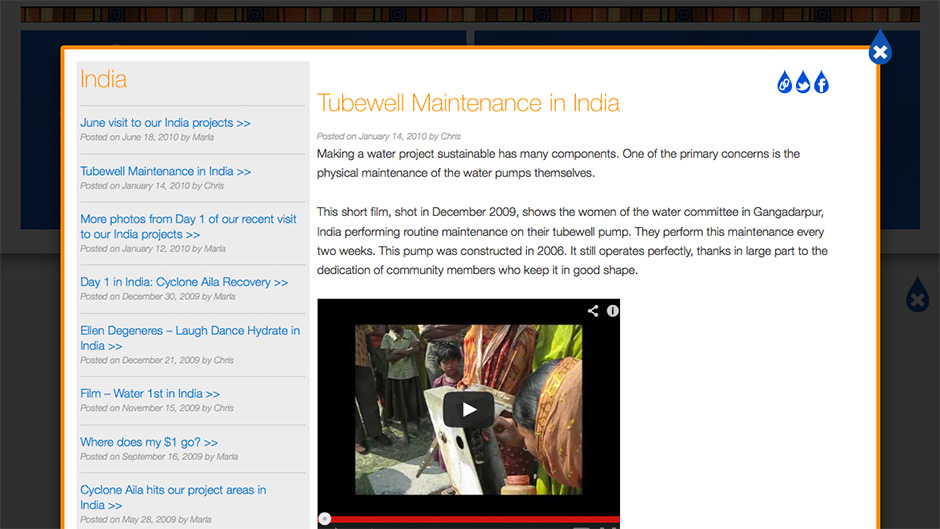 India
June visit to our India projects >>
Posted on June 18, 2010 by Marla
Tubewell Maintenance in India >>
Posted on January 14, 2010 by Chris
More photos from Day 1 of our recent visit
to our India projects >>
Posted on January 12, 2010 by Marla
Day 1 in India: Cyclone Aila Recovery >>
Posted on December 30, 2009 by Marla
Ellen Degeneres – Laugh Dance Hydrate in
India >>
Posted on December 21, 2009 by Chris
Film – Water 1st in India >>
Posted on November 15, 2009 by Chris
Where does my $1 go? >>
Posted on September 16, 2009 by Marla
Cyclone Aila hits our project areas in
India >>
Posted on May 28, 2009 by Marla
Tubewell Maintenance in India
Posted on January 14, 2010 by Chris
Making a water project sustainable has many components. One of the primary concerns is the
physical maintenance of the water pumps themselves.
This short film, shot in December 2009, shows the women of the water committee in Gangadarpur,
India performing routine maintenance on their tubewell pump. They perform this maintenance every
two weeks. This pump was constructed in 2006. It still operates perfectly, thanks in large part to the
dedication of community members who keep it in good shape.